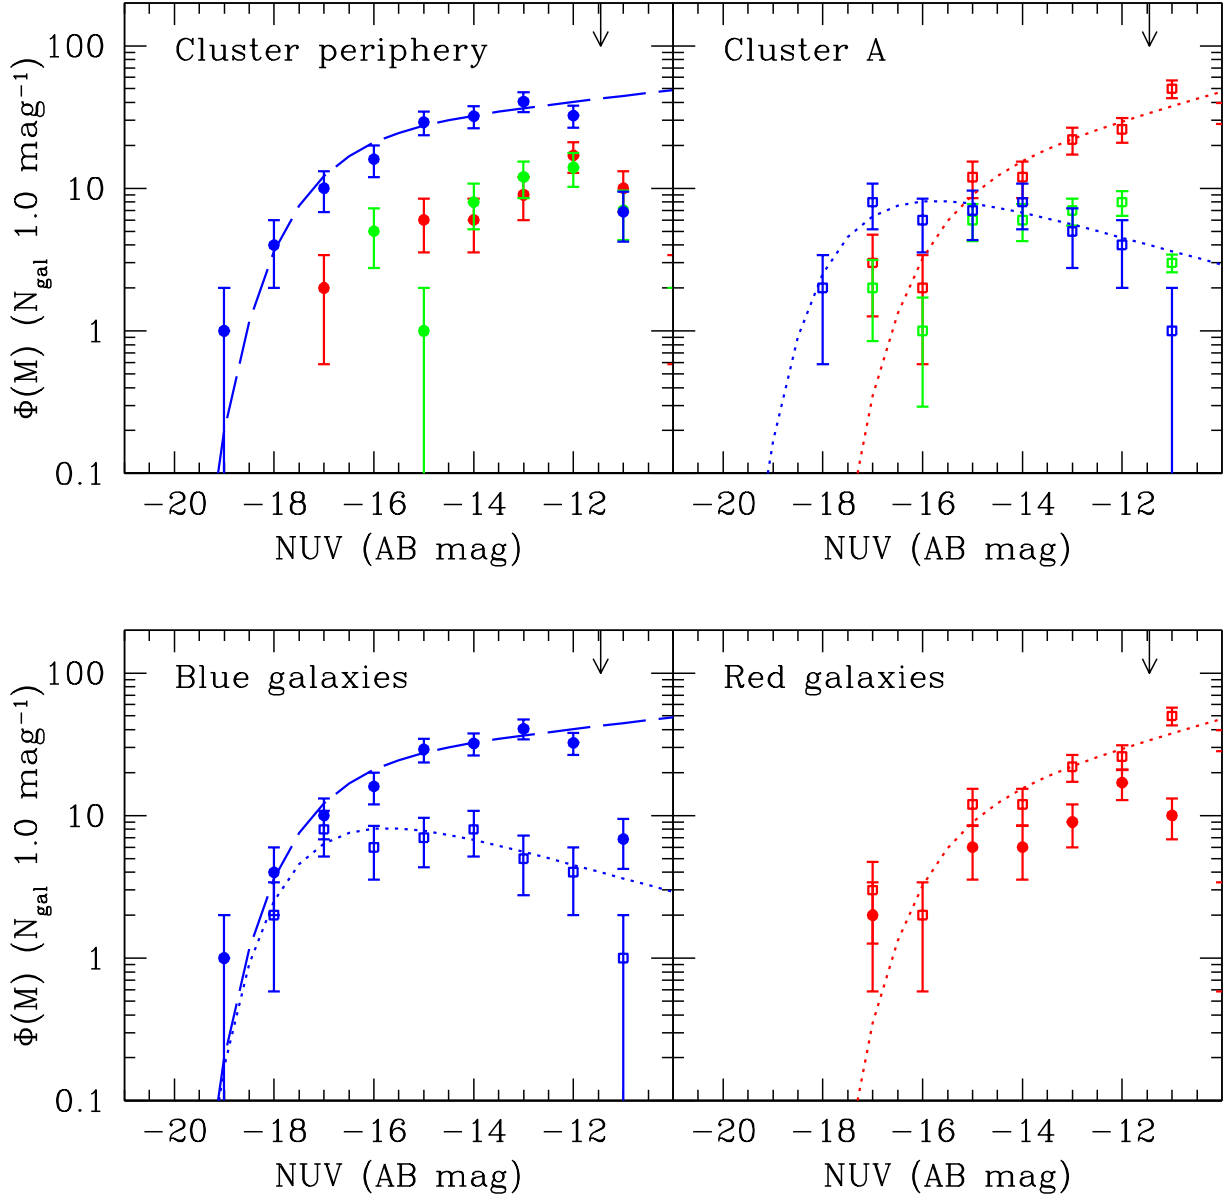 Cluster periphery
Cluster A
Φ(M) (N_gal 1.0 mag⁻¹)
100
10
1
0.1
−20 −18 −16 −14 −12 −20 −18 −16 −14 −12
NUV (AB mag) NUV (AB mag)
Blue galaxies
Red galaxies
Φ(M) (N_gal 1.0 mag⁻¹)
100
10
1
0.1
−20 −18 −16 −14 −12 −20 −18 −16 −14 −12
NUV (AB mag) NUV (AB mag)